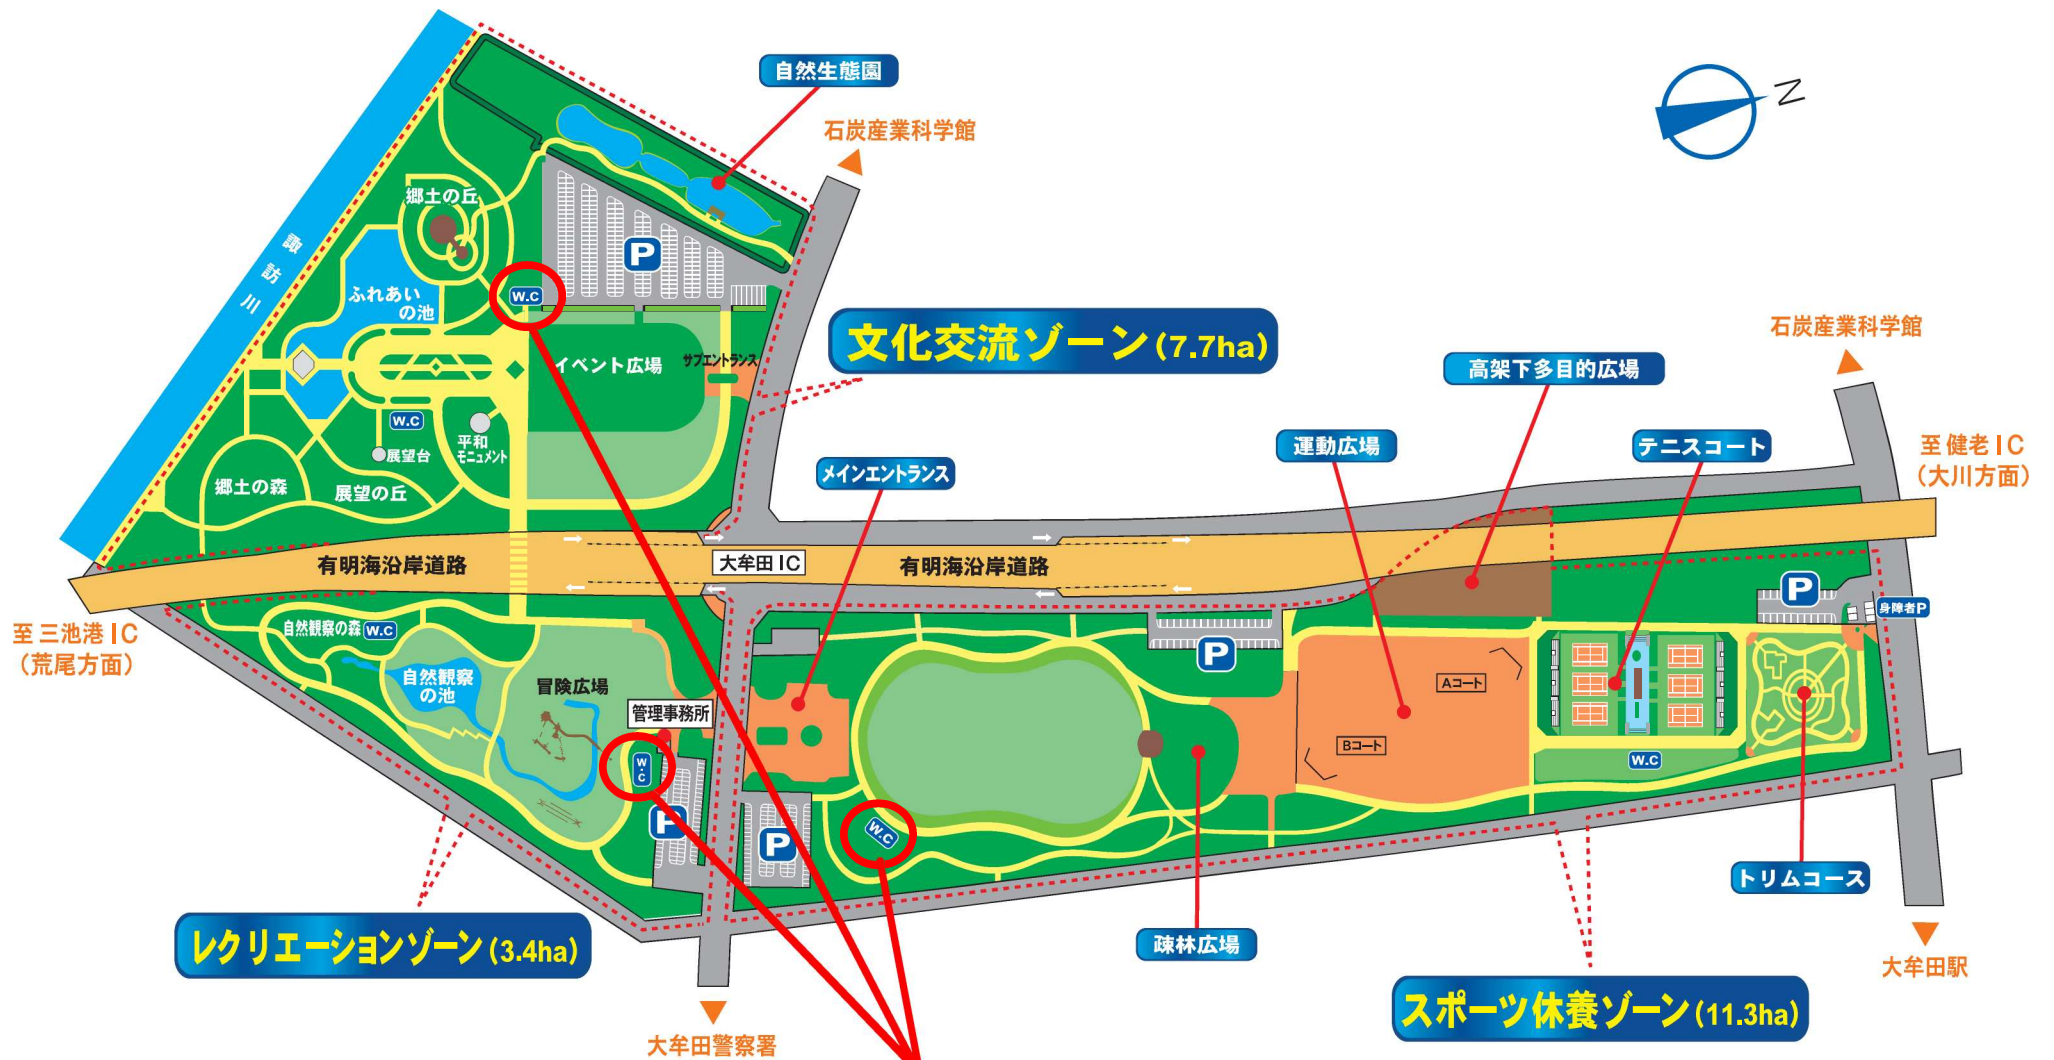 自然生態園
石炭産業科学館
N
郷土の丘
P
諏訪川
ふれあい
の池
W.C
文化交流ゾーン(7.7ha)
イベント広場
サブエントランス
石炭産業科学館
高架下多目的広場
W.C
平和
モニュメント
展望台
郷土の森
展望の丘
メインエントランス
運動広場
テニスコート
至 健老IC
(大川方面)
有明海沿岸道路
大牟田 IC
有明海沿岸道路
至 三池港 IC
(荒尾方面)
自然観察の森
W.C
自然観察
の池
冒険広場
管理事務所
W.C
P
P
W.C
P
Aコート
Bコート
P
身障者P
W.C
トリムコース
疎林広場
レクリエーションゾーン(3.4ha)
スポーツ休養ゾーン(11.3ha)
大牟田駅
大牟田警察署